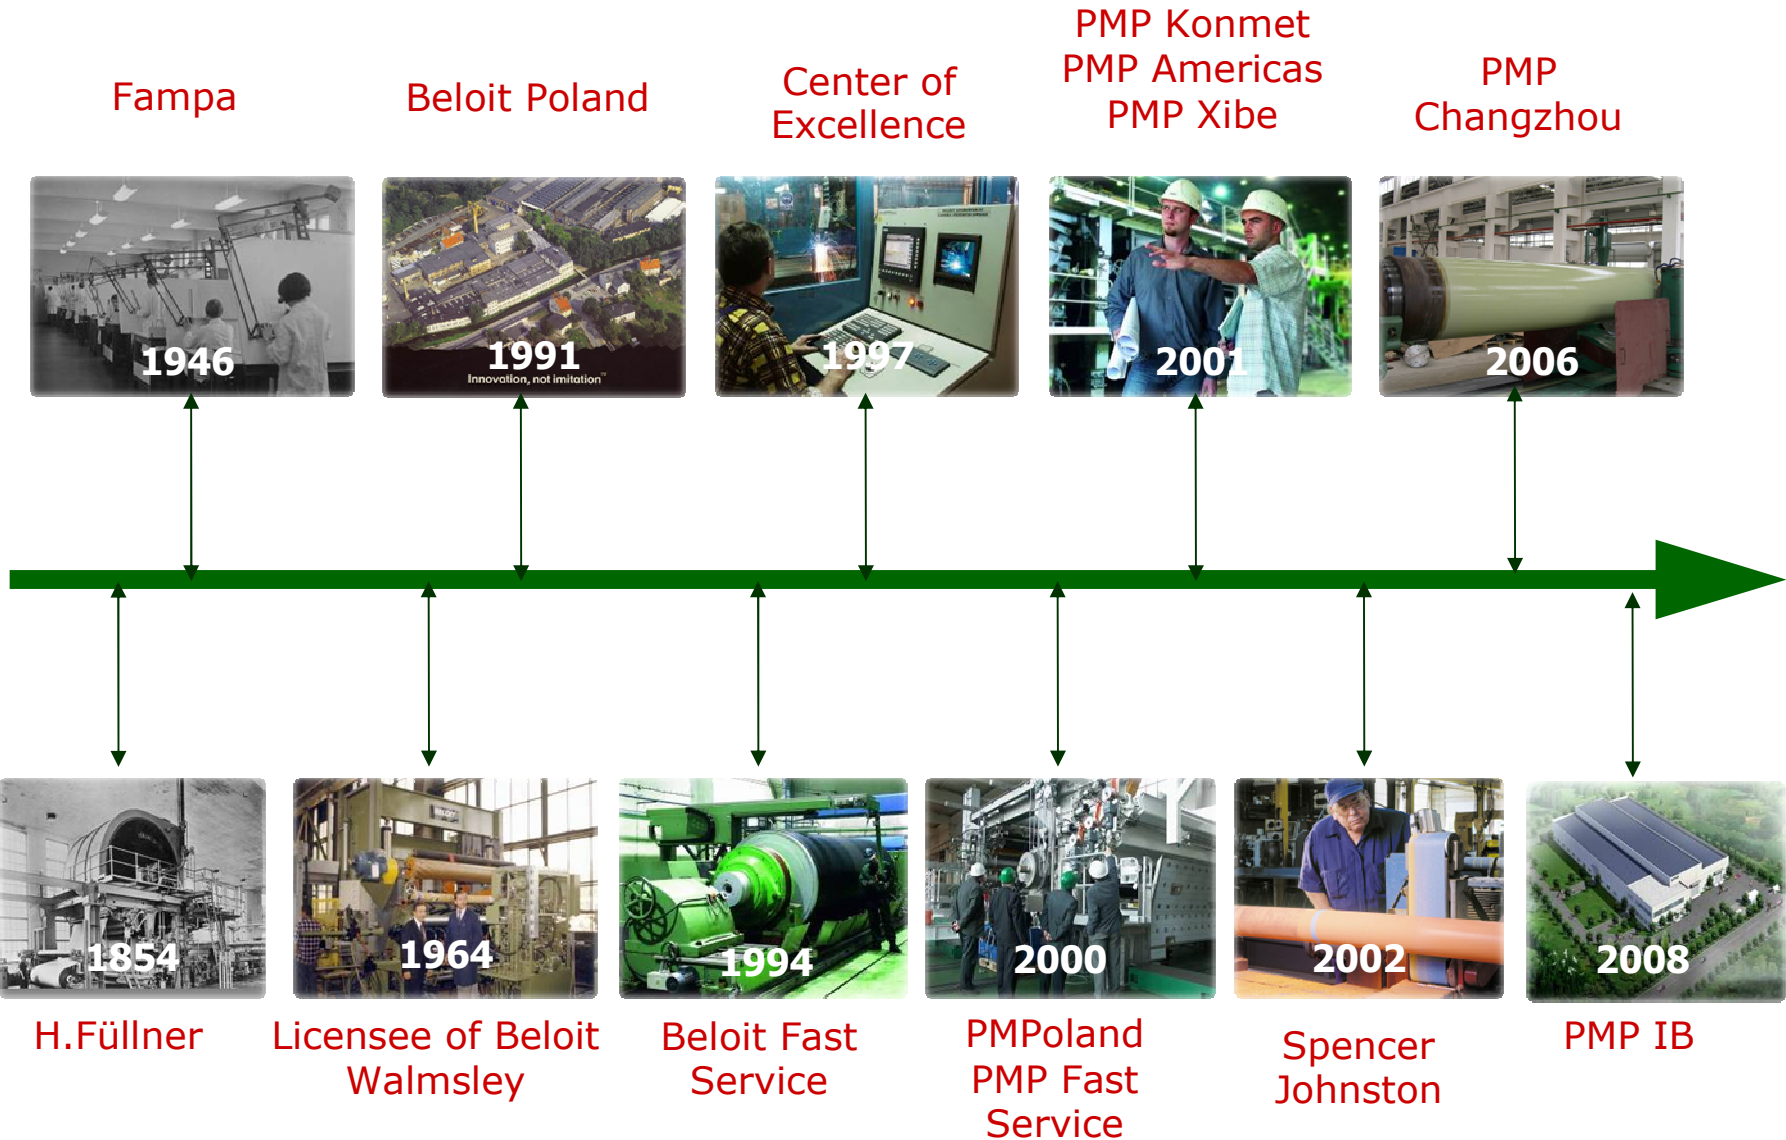 Fampa
Beloit Poland
Center of
Excellence
PMP Konmet
PMP Americas
PMP Xibe
PMP
Changzhou
1946
1991
Innovation, not imitation™
1997
2001
2006
1854
1964
1994
2000
2002
2008
H.Füllner
Licensee of Beloit
Walmsley
Beloit Fast
Service
PMPoland
PMP Fast
Service
Spencer
Johnston
PMP IB